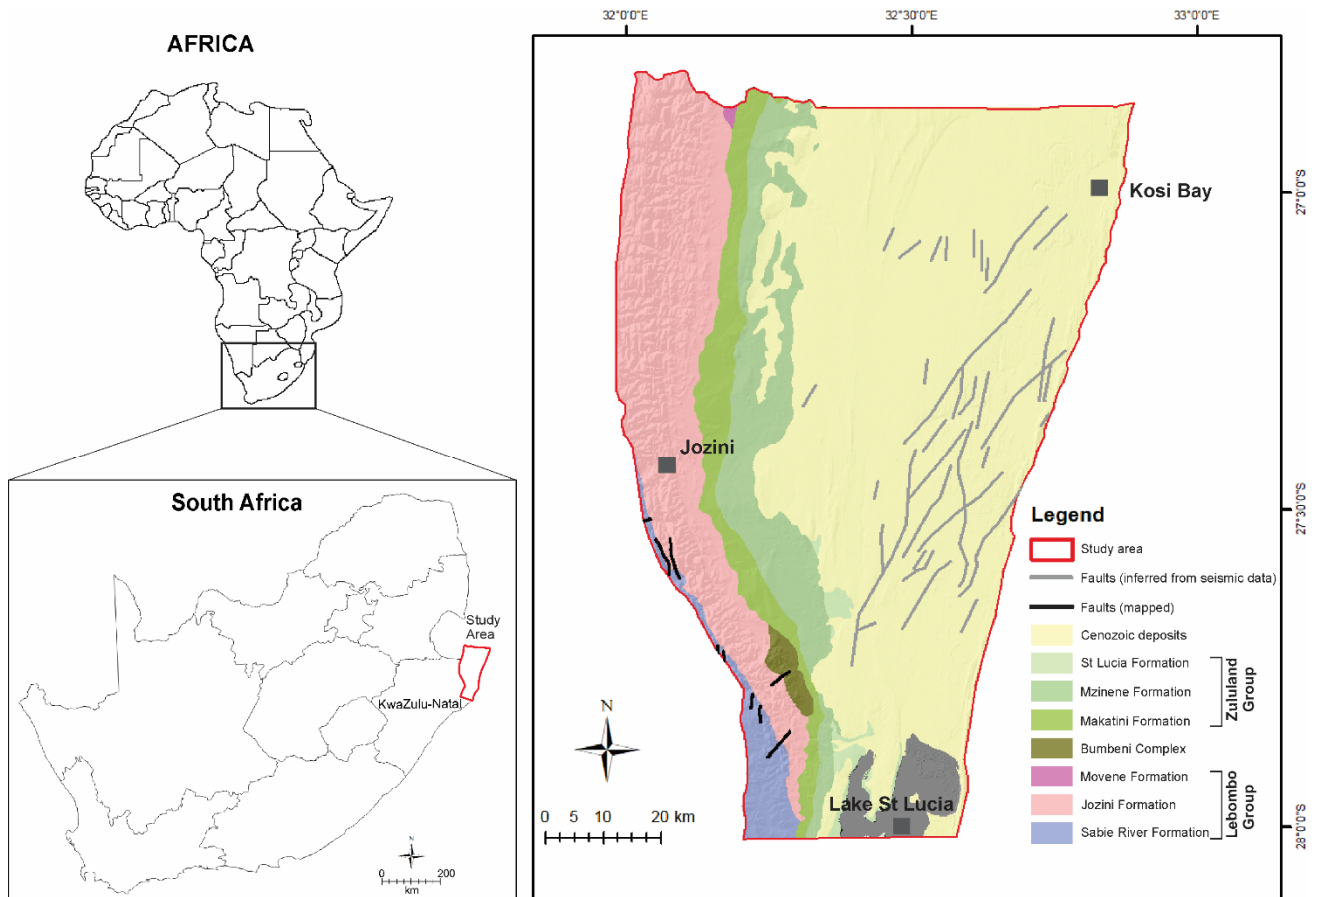 AFRICA
South Africa
Study
Area
KwaZulu-Natal
N
0 200
km
32°0'0"E
32°30'0"E
33°0'0"E
27°0'0"S
27°30'0"S
28°0'0"S
Kosi Bay
Jozini
Lake St Lucia
N
0 5 10 20 km
Legend
Study area
Faults (inferred from seismic data)
Faults (mapped)
Cenozoic deposits
St Lucia Formation
Mzinene Formation
Makatini Formation
Zululand
Group
Bumbeni Complex
Movene Formation
Jozini Formation
Sabie River Formation
Lebombo
Group